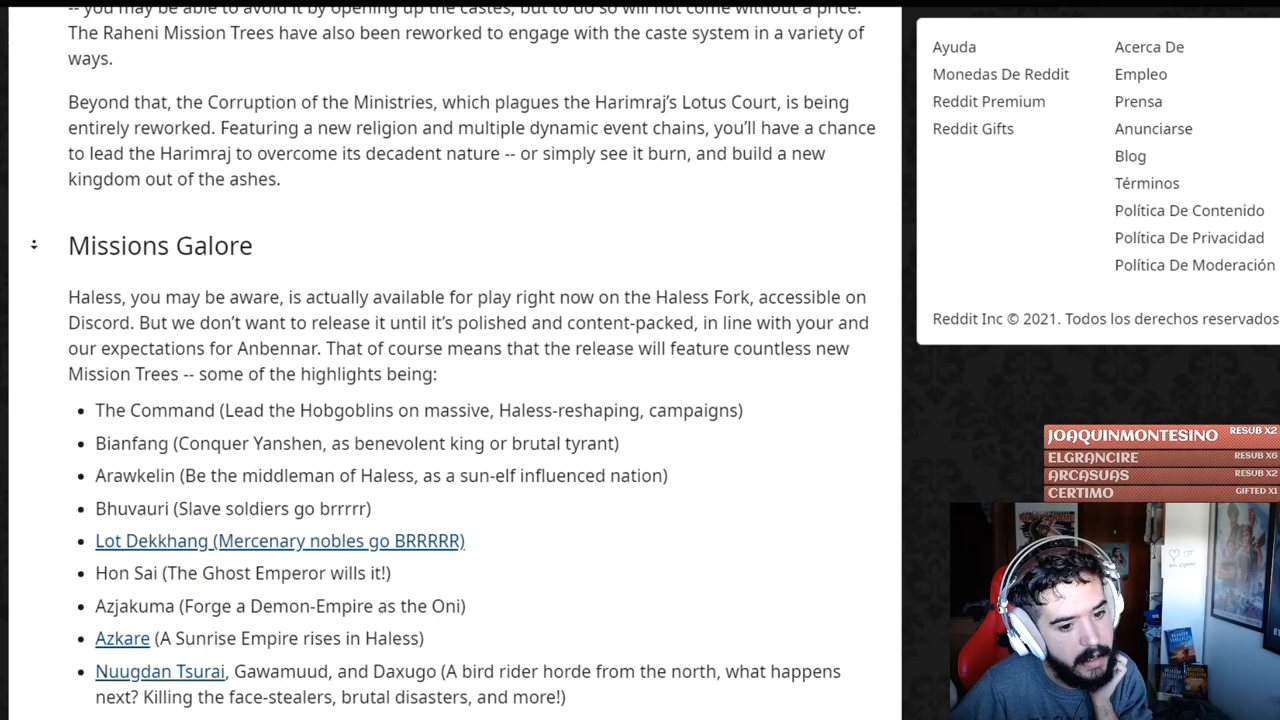 -- you may be able to avoid it by opening up the castes, but to do so will not come without a price.
The Raheni Mission Trees have also been reworked to engage with the caste system in a variety of
ways.
Beyond that, the Corruption of the Ministries, which plagues the Harimraj’s Lotus Court, is being
entirely reworked. Featuring a new religion and multiple dynamic event chains, you’ll have a chance
to lead the Harimraj to overcome its decadent nature -- or simply see it burn, and build a new
kingdom out of the ashes.
Missions Galore
Haless, you may be aware, is actually available for play right now on the Haless Fork, accessible on
Discord. But we don’t want to release it until it’s polished and content-packed, in line with your and
our expectations for Anbennar. That of course means that the release will feature countless new
Mission Trees -- some of the highlights being:
• The Command (Lead the Hobgoblins on massive, Haless-reshaping, campaigns)
• Bianfang (Conquer Yanshen, as benevolent king or brutal tyrant)
• Arawkelin (Be the middleman of Haless, as a sun-elf influenced nation)
• Bhuvauri (Slave soldiers go brrrrr)
• Lot Dekkhang (Mercenary nobles go BRRRRR)
• Hon Sai (The Ghost Emperor wills it!)
• Azjakuma (Forge a Demon-Empire as the Oni)
• Azkare (A Sunrise Empire rises in Haless)
• Nuugdan Tsurai, Gawamuud, and Daxugo (A bird rider horde from the north, what happens
next? Killing the face-stealers, brutal disasters, and more!)
Ayuda
Monedas De Reddit
Reddit Premium
Reddit Gifts
Acerca De
Empleo
Prensa
Anunciarse
Blog
Términos
Política De Contenido
Política De Privacidad
Política De Moderación
Reddit Inc © 2021. Todos los derechos reservados
JOAQUINMONTESINO RESUB X2
ELGRANCIRE RESUB X6
ARCASUAS RESUB X2
CERTIMO GIFTED X1